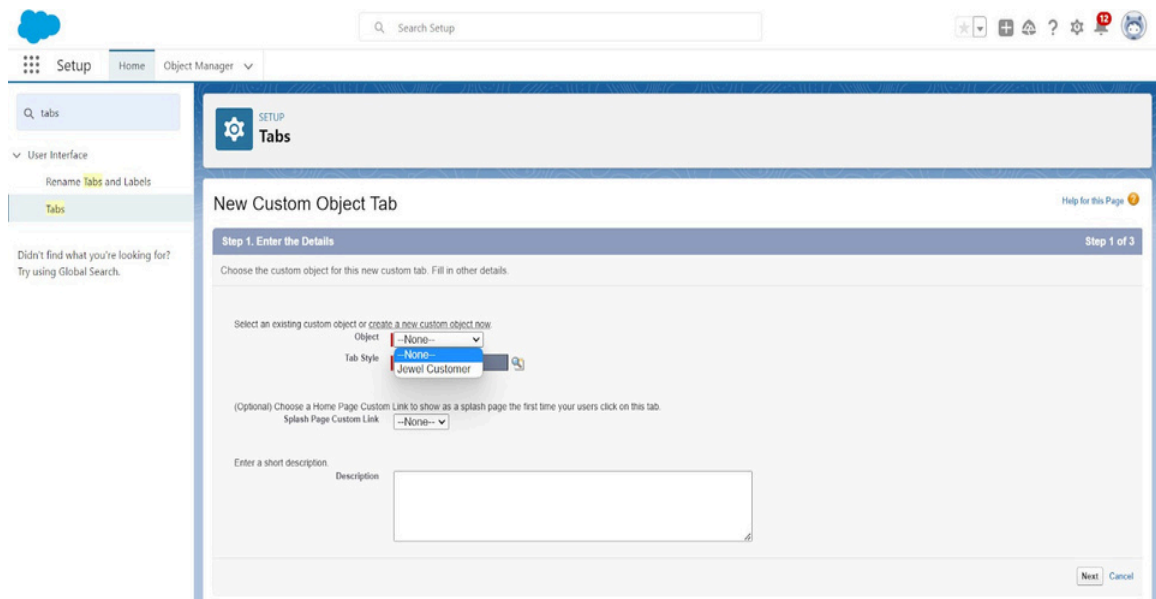 Search Setup
12
Setup
Home
Object Manager
tabs
User Interface
Rename Tabs and Labels
Tabs
Didn't find what you're looking for?
Try using Global Search.
SETUP
Tabs
New Custom Object Tab
Help for this Page ?
Step 1. Enter the Details
Step 1 of 3
Choose the custom object for this new custom tab. Fill in other details.
Select an existing custom object or create a new custom object now.
Object --None--
--None--
Tab Style
Jewel Customer
(Optional) Choose a Home Page Custom Link to show as a splash page the first time your users click on this tab.
Splash Page Custom Link --None--
Enter a short description.
Description
Next Cancel